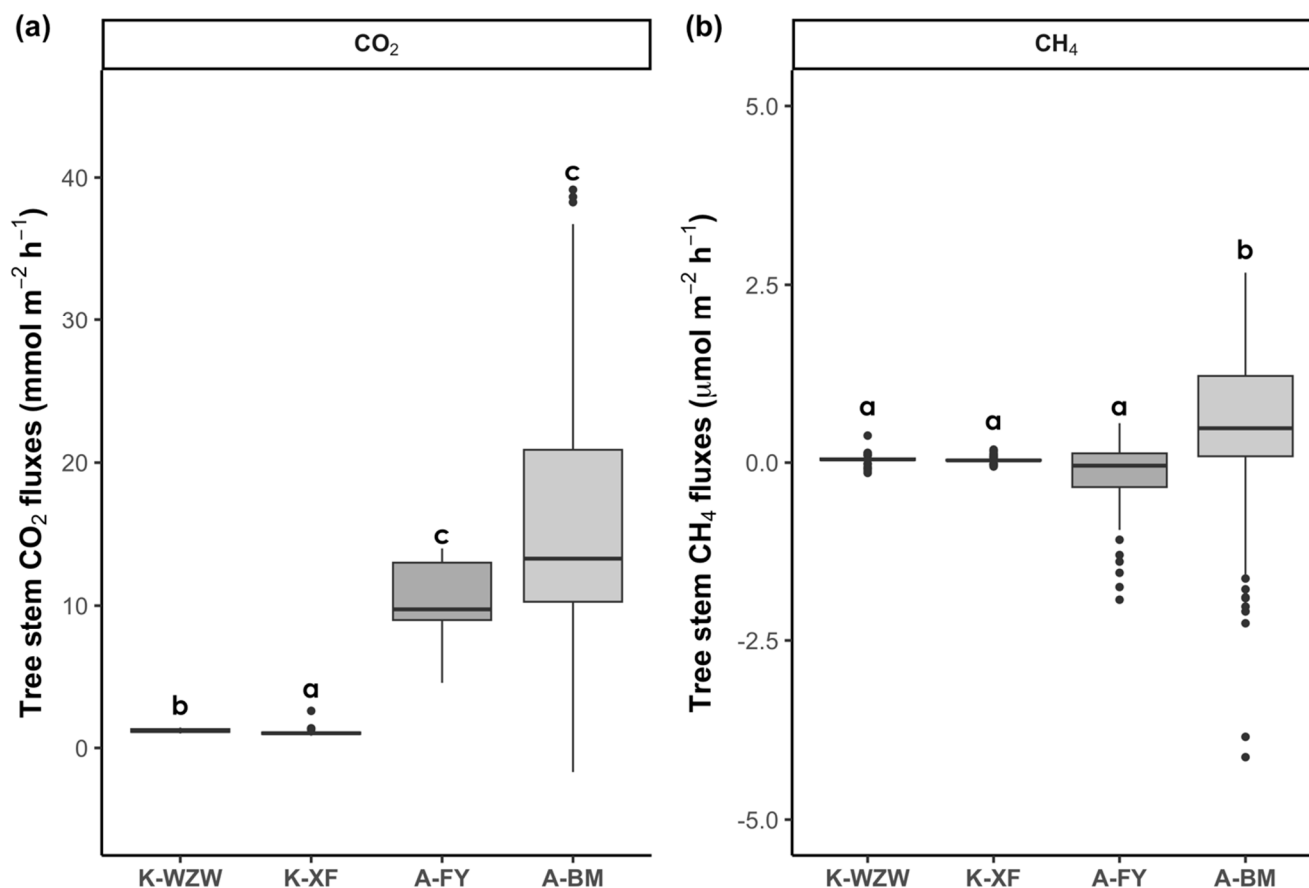 (a)
CO₂
Tree stem CO₂ fluxes (mmol m⁻² h⁻¹)
40
30
20
10
0
b
a
c
c
K-WZW K-XF A-FY A-BM
(b)
CH₄
Tree stem CH₄ fluxes (μmol m⁻² h⁻¹)
5.0
2.5
0.0
-2.5
-5.0
a
a
a
b
K-WZW K-XF A-FY A-BM